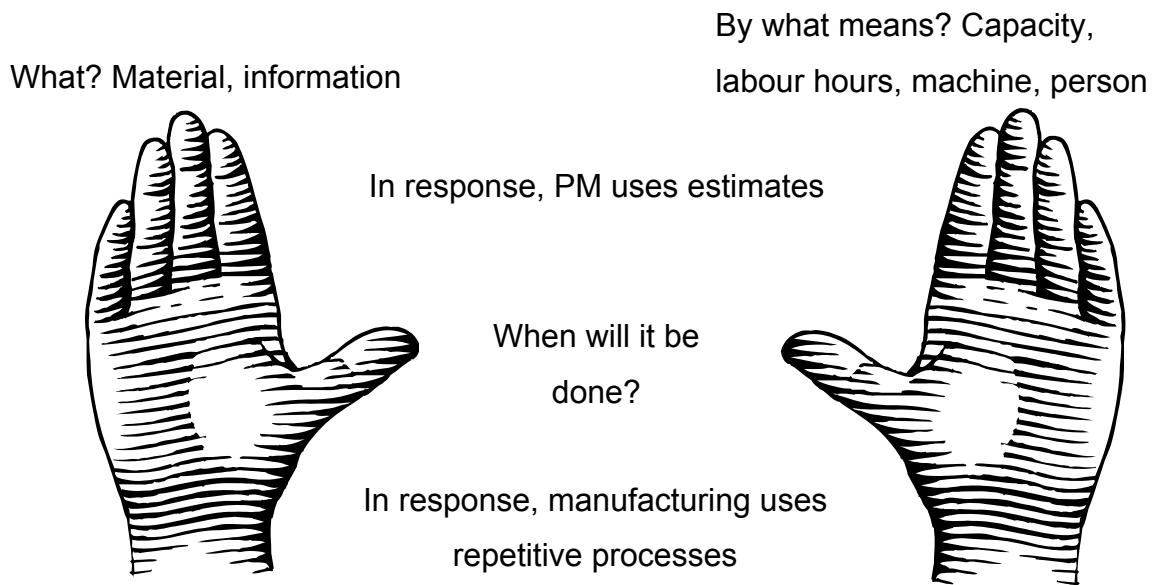 What? Material, information
By what means? Capacity,
labour hours, machine, person
In response, PM uses estimates
When will it be
done?
In response, manufacturing uses
repetitive processes